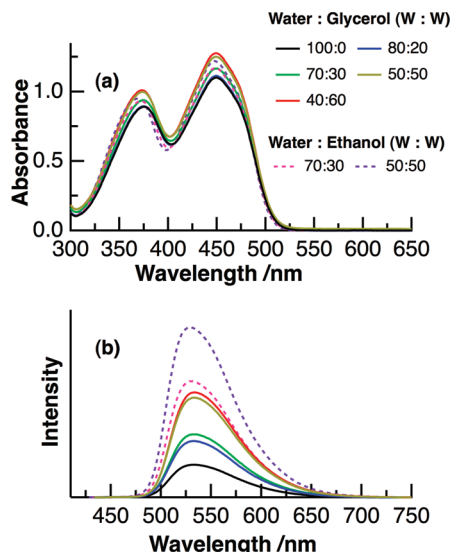 Water : Glycerol (W : W)
100:0 80:20
70:30 50:50
40:60
Water : Ethanol (W : W)
70:30 50:50
(a)
Absorbance
1.0
0.5
0.0
300 350 400 450 500 550 600 650
Wavelength /nm
(b)
Intensity
450 500 550 600 650 700 750
Wavelength /nm